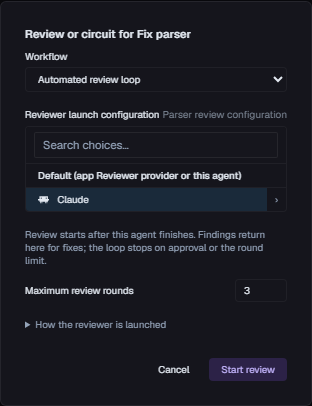 Review or circuit for Fix parser
Workflow
Automated review loop
Reviewer launch configuration Parser review configuration
Search choices...
Default (app Reviewer provider or this agent)
Claude
Review starts after this agent finishes. Findings return
here for fixes; the loop stops on approval or the round
limit.
Maximum review rounds 3
How the reviewer is launched
Cancel Start review